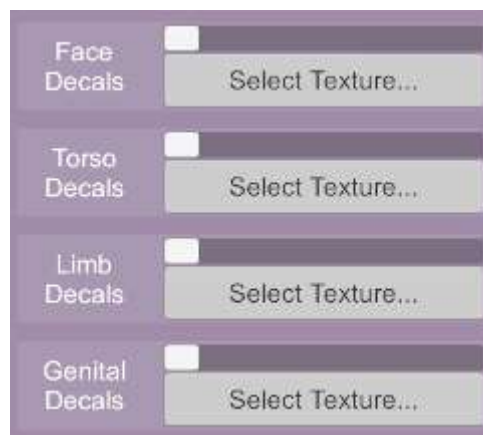 Face
Decals
Select Texture...
Torso
Decals
Select Texture...
Limb
Decals
Select Texture...
Genital
Decals
Select Texture...